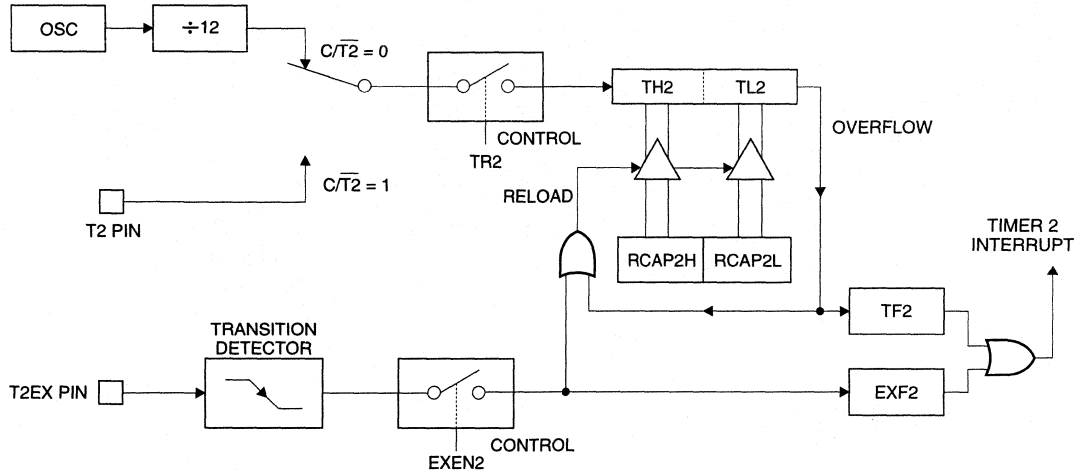 OSC
÷12
C/T2̅ = 0
TH2
TL2
OVERFLOW
CONTROL
TR2
C/T2̅ = 1
RELOAD
T2 PIN
RCAP2H
RCAP2L
TIMER 2
INTERRUPT
TF2
TRANSITION
DETECTOR
T2EX PIN
EXF2
CONTROL
EXEN2